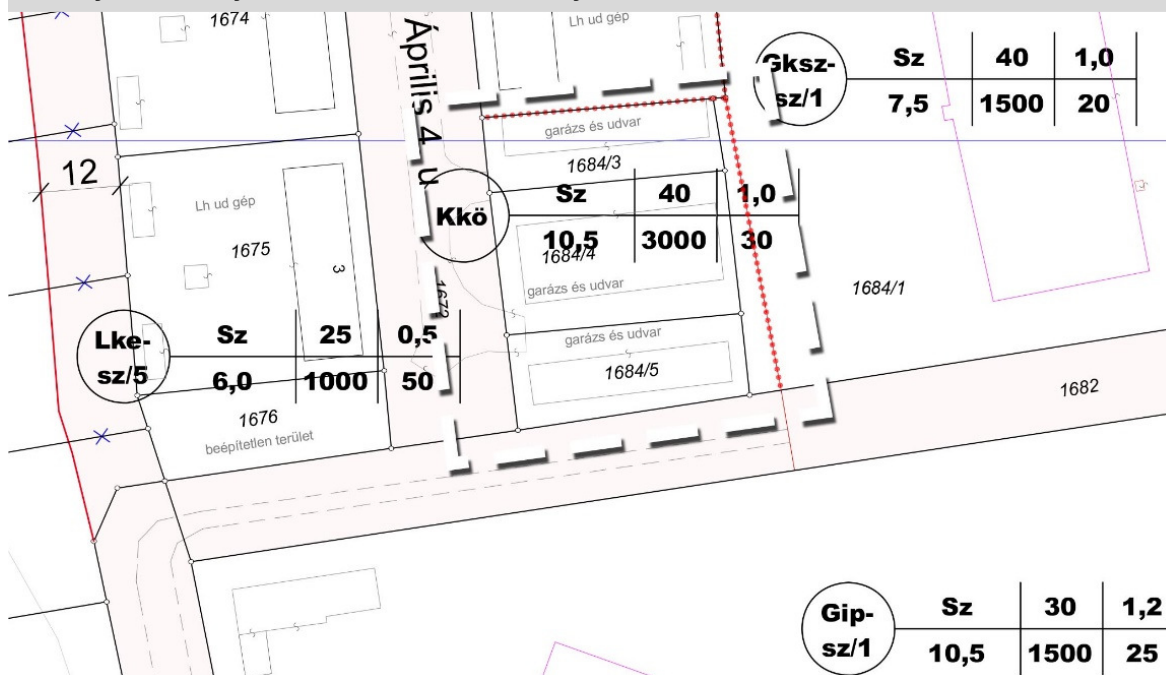 1674
Lh ud gép
Április 4 u
Gksz-
sz/1
Sz 40 1,0
7,5 1500 20
garázs és udvar
1684/3
12
Lh ud gép
1675
3
Kkö
Sz 40 1,0
10,5 3000 30
1684/4
garázs és udvar
1672
1684/1
garázs és udvar
1684/5
Lke-
sz/5
Sz 25 0,5
6,0 1000 50
1676
beépítetlen terület
1682
Gip-
sz/1
Sz 30 1,2
10,5 1500 25